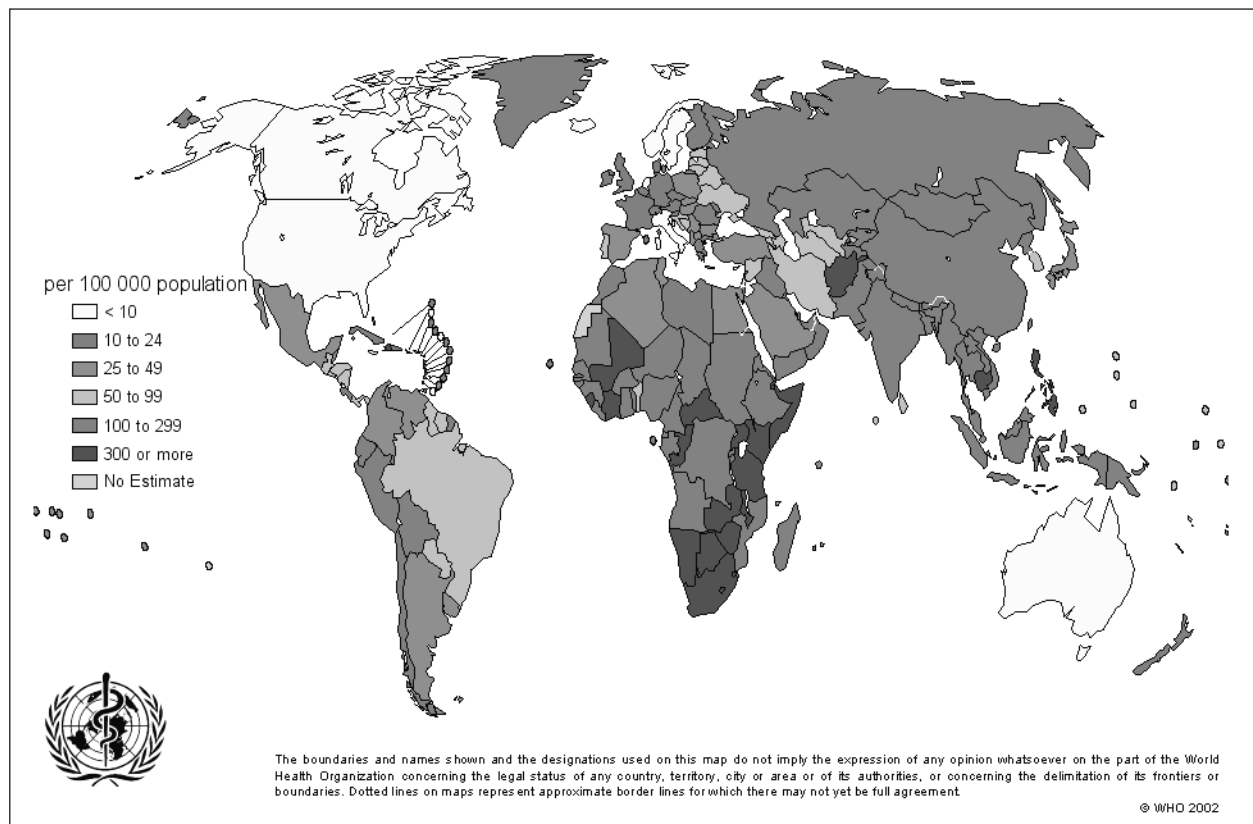 per 100 000 population
< 10
10 to 24
25 to 49
50 to 99
100 to 299
300 or more
No Estimate
The boundaries and names shown and the designations used on this map do not imply the expression of any opinion whatsoever on the part of the World
Health Organization concerning the legal status of any country, territory, city or area or of its authorities, or concerning the delimitation of its frontiers or
boundaries. Dotted lines on maps represent approximate border lines for which there may not yet be full agreement.
© WHO 2002